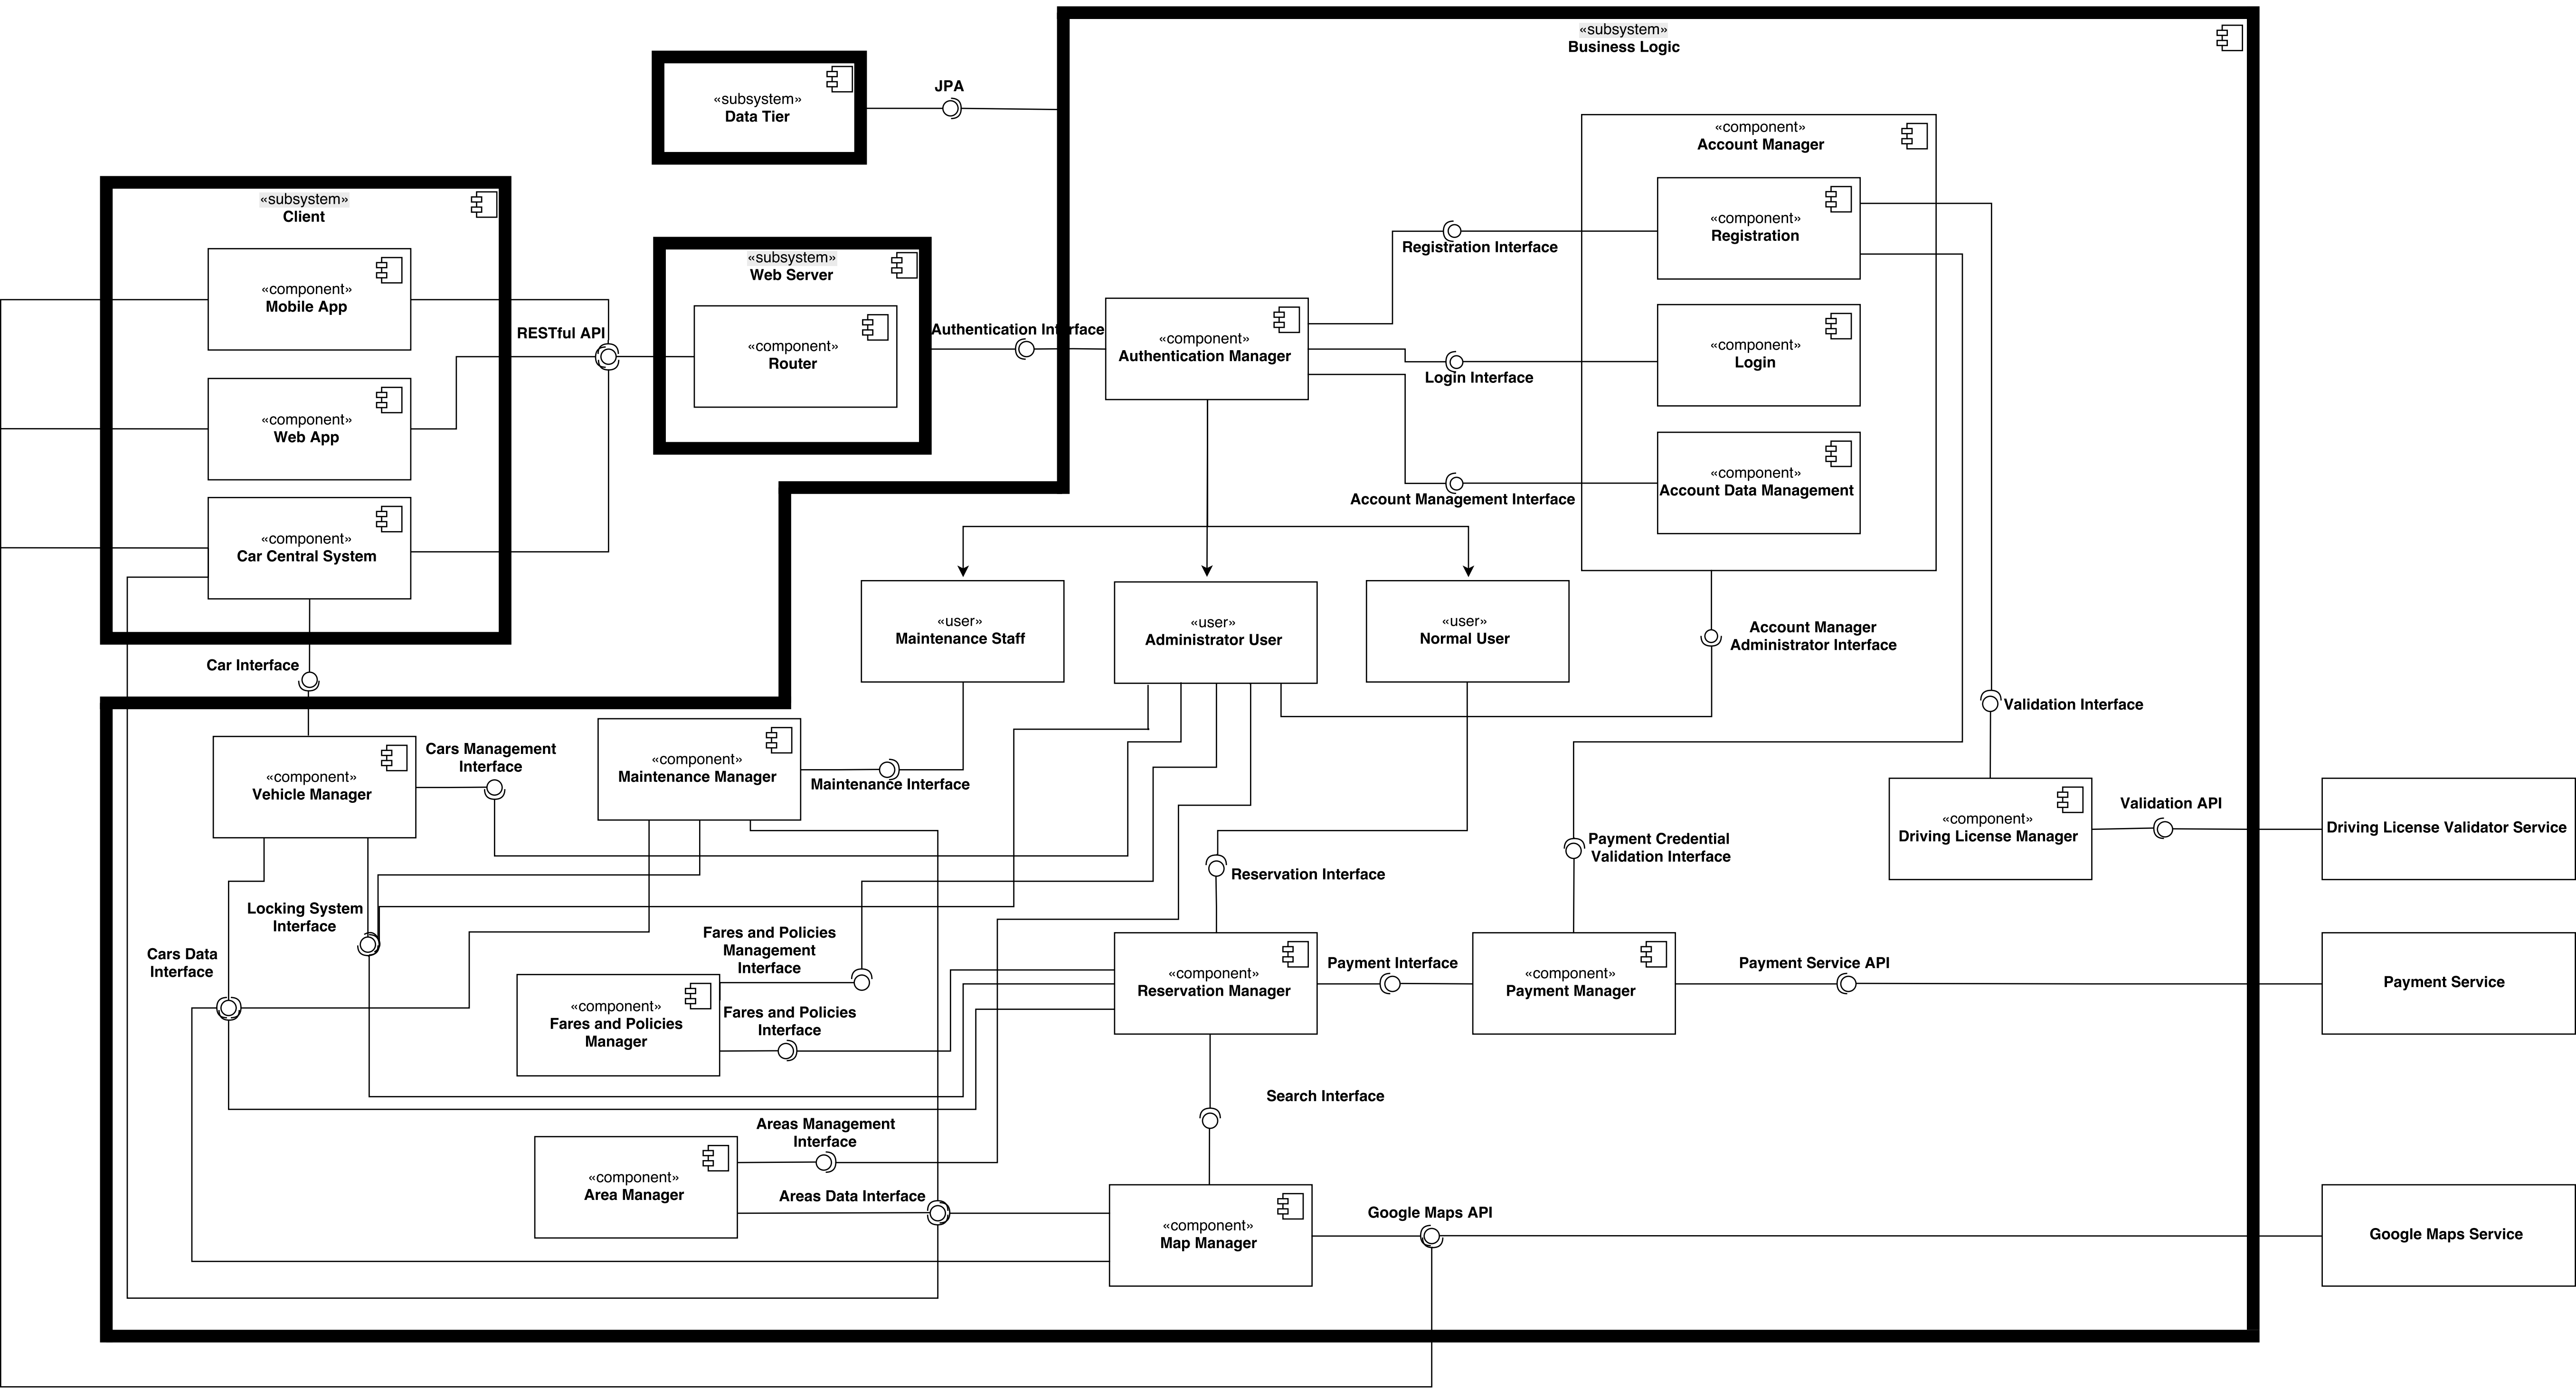 «subsystem»
Business Logic
«subsystem»
Data Tier
JPA
«component»
Account Manager
«subsystem»
Client
«component»
Registration
Registration Interface
«subsystem»
Web Server
«component»
Mobile App
RESTful API
«component»
Router
Authentication Interface
«component»
Authentication Manager
«component»
Login
Login Interface
«component»
Web App
«component»
Account Data Management
Account Management Interface
«component»
Car Central System
«user»
Maintenance Staff
«user»
Administrator User
«user»
Normal User
Account Manager
Administrator Interface
Car Interface
Validation Interface
«component»
Vehicle Manager
Cars Management
Interface
«component»
Maintenance Manager
Maintenance Interface
«component»
Driving License Manager
Validation API
Driving License Validator Service
Payment Credential
Validation Interface
Reservation Interface
Locking System
Interface
Cars Data
Interface
Fares and Policies
Management
Interface
«component»
Fares and Policies
Manager
Fares and Policies
Interface
«component»
Reservation Manager
Payment Interface
«component»
Payment Manager
Payment Service API
Payment Service
Search Interface
Areas Management
Interface
«component»
Area Manager
Areas Data Interface
«component»
Map Manager
Google Maps API
Google Maps Service